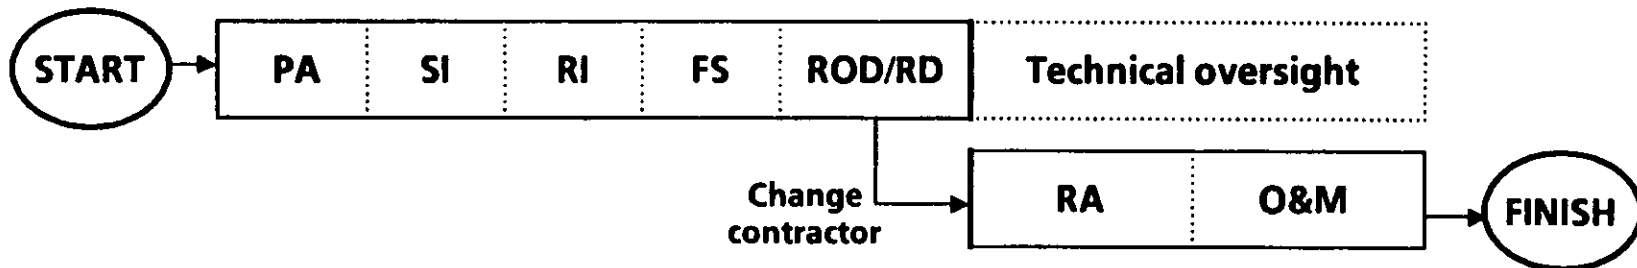 START
PA
SI
RI
FS
ROD/RD
Technical oversight
Change
contractor
RA
O&M
FINISH